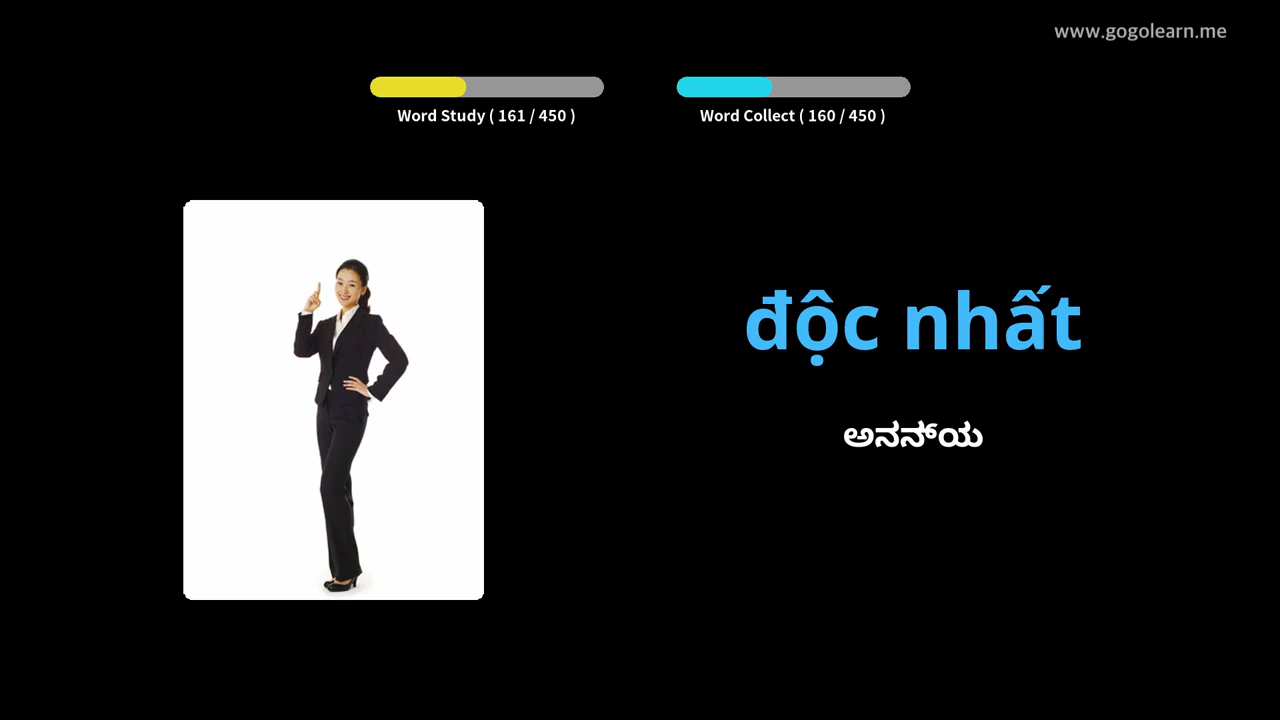 www.gogolearn.me
Word Study ( 161 / 450 )
Word Collect ( 160 / 450 )
độc nhất
ಅನನ್ಯ